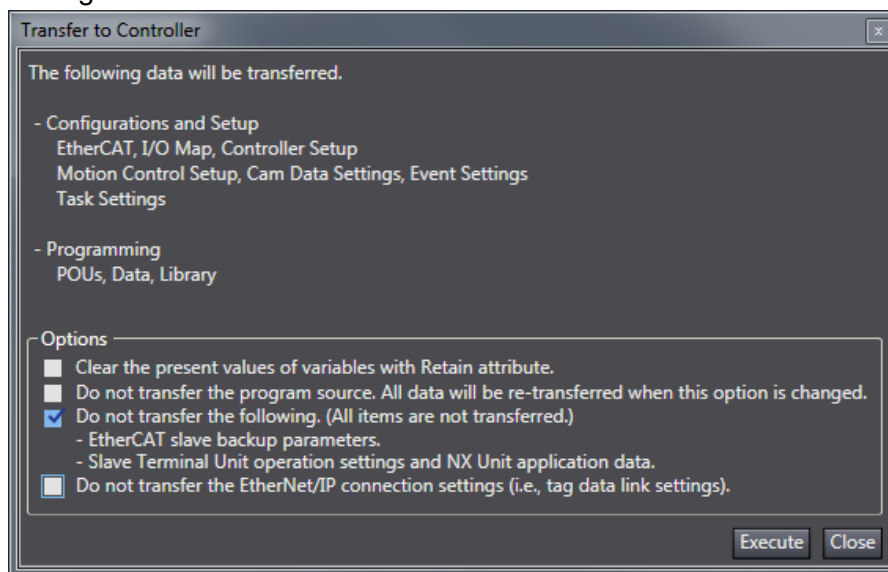 Transfer to Controller
x
The following data will be transferred.
- Configurations and Setup
EtherCAT, I/O Map, Controller Setup
Motion Control Setup, Cam Data Settings, Event Settings
Task Settings
- Programming
POUs, Data, Library
Options
Clear the present values of variables with Retain attribute.
Do not transfer the program source. All data will be re-transferred when this option is changed.
Do not transfer the following. (All items are not transferred.)
- EtherCAT slave backup parameters.
- Slave Terminal Unit operation settings and NX Unit application data.
Do not transfer the EtherNet/IP connection settings (i.e., tag data link settings).
Execute Close